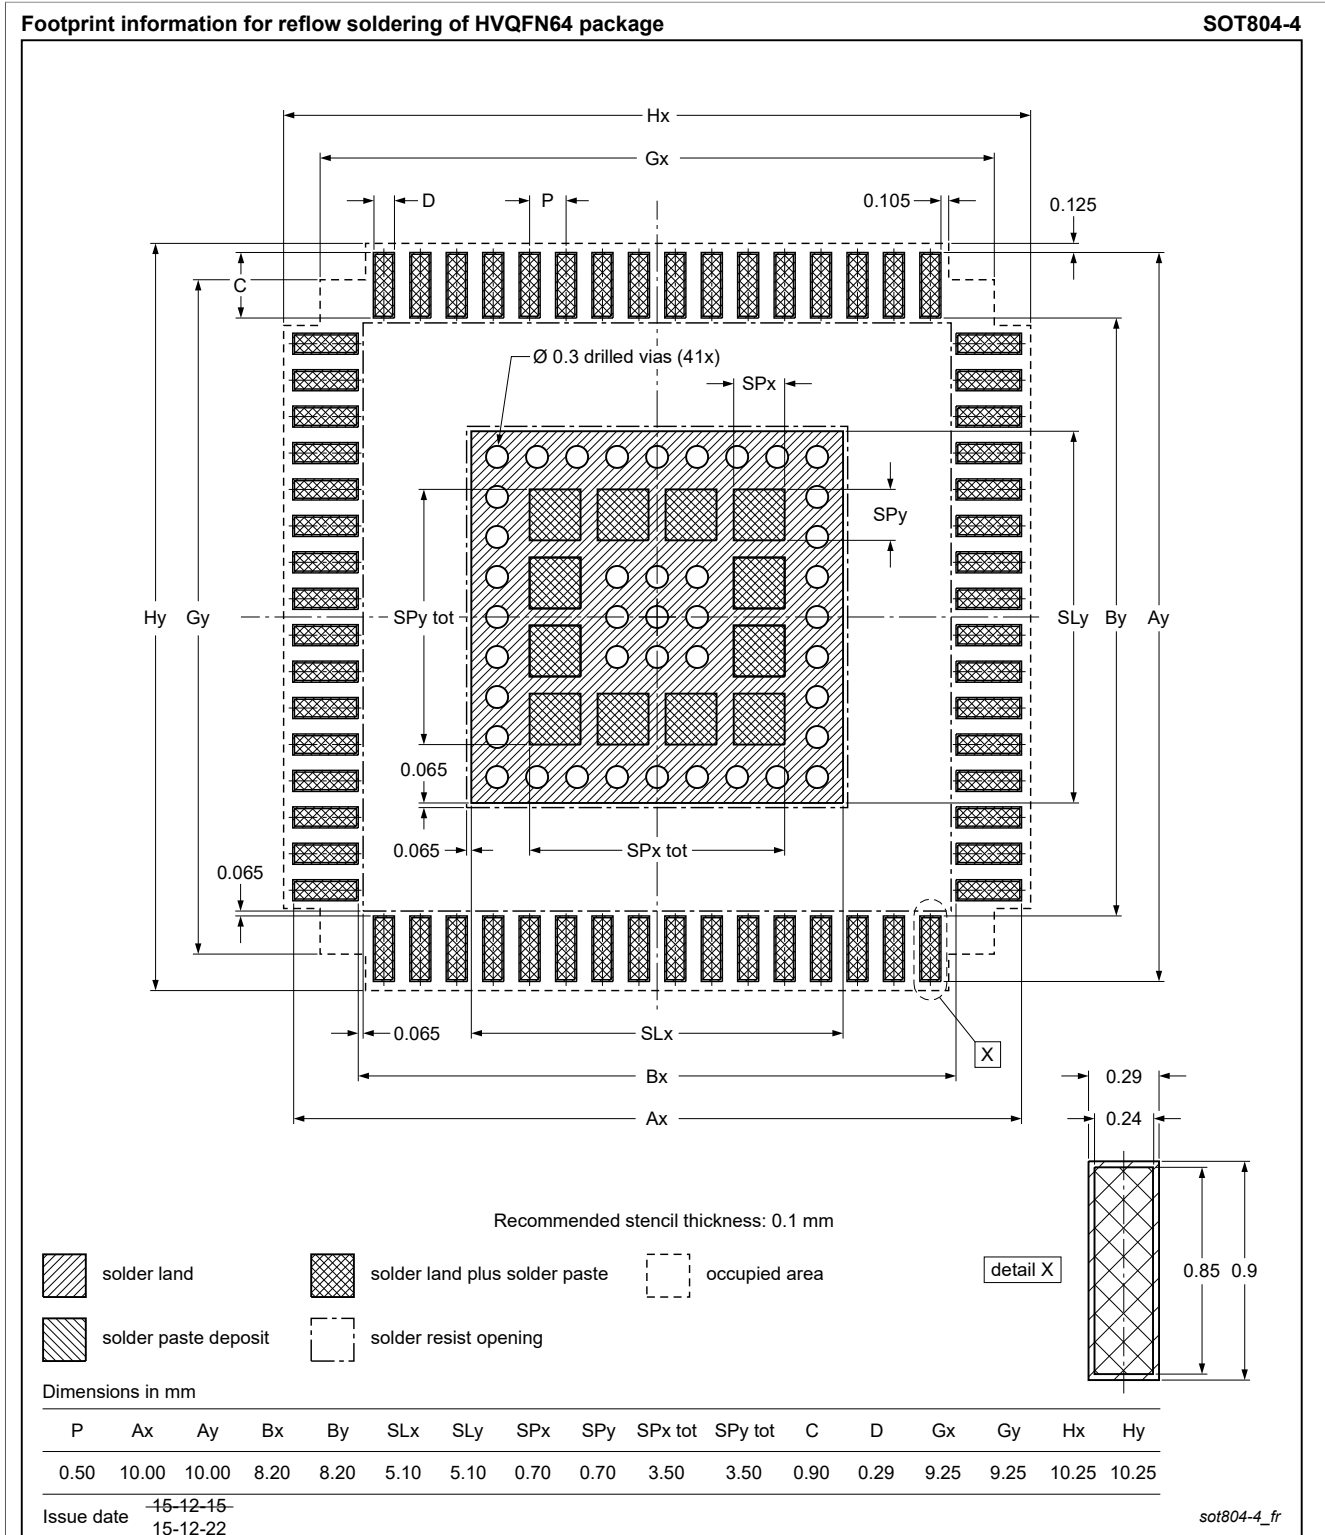 Footprint information for reflow soldering of HVQFN64 package SOT804-4
Hx
Gx
D P 0.105 0.125
C
Ø 0.3 drilled vias (41x)
SPx
SPy
Hy Gy SPy tot SLy By Ay
0.065
0.065 SPx tot
0.065
0.065 SLx
X
Bx 0.29
Ax 0.24
Recommended stencil thickness: 0.1 mm
solder land solder land plus solder paste occupied area detail X 0.85 0.9
solder paste deposit solder resist opening
Dimensions in mm
P Ax Ay Bx By SLx SLy SPx SPy SPx tot SPy tot C D Gx Gy Hx Hy
0.50 10.00 10.00 8.20 8.20 5.10 5.10 0.70 0.70 3.50 3.50 0.90 0.29 9.25 9.25 10.25 10.25
Issue date 15-12-15
15-12-22 sot804-4_fr